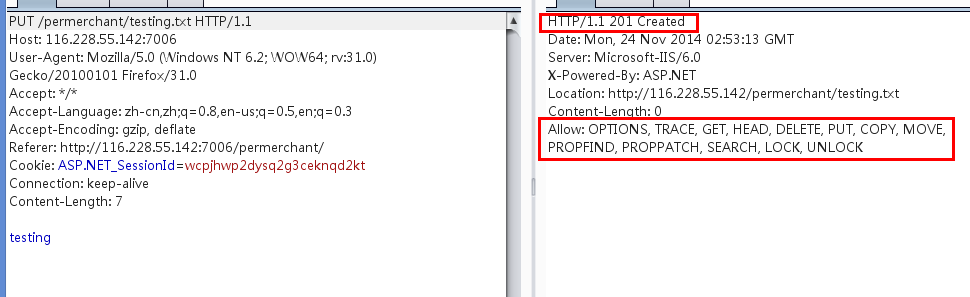 PUT /permerchant/testing.txt HTTP/1.1
Host: 116.228.55.142:7006
User-Agent: Mozilla/5.0 (Windows NT 6.2; WOW64; rv:31.0)
Gecko/20100101 Firefox/31.0
Accept: */*
Accept-Language: zh-cn,zh;q=0.8,en-us;q=0.5,en;q=0.3
Accept-Encoding: gzip, deflate
Referer: http://116.228.55.142:7006/permerchant/
Cookie: ASP.NET_SessionId=wcpjhwp2dysq2g3ceknqd2kt
Connection: keep-alive
Content-Length: 7
testing
HTTP/1.1 201 Created
Date: Mon, 24 Nov 2014 02:53:13 GMT
Server: Microsoft-IIS/6.0
X-Powered-By: ASP.NET
Location: http://116.228.55.142/permerchant/testing.txt
Content-Length: 0
Allow: OPTIONS, TRACE, GET, HEAD, DELETE, PUT, COPY, MOVE,
PROPFIND, PROPPATCH, SEARCH, LOCK, UNLOCK